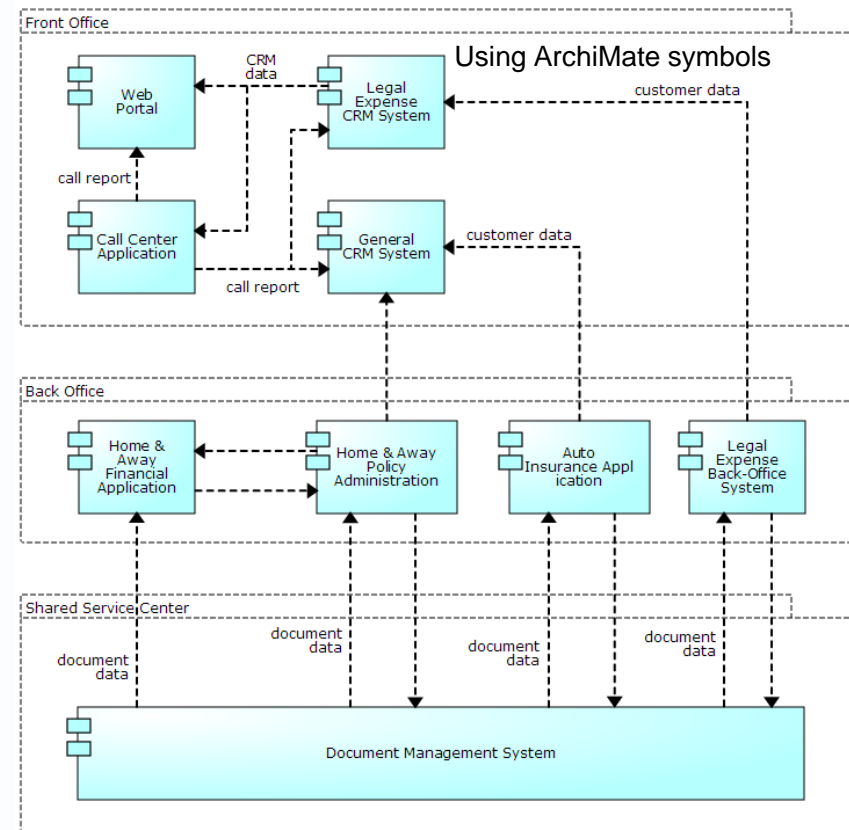 Front Office
Using ArchiMate symbols
CRM
data
customer data
Web
Portal
Legal
Expense
CRM System
call report
Call Center
Application
General
CRM System
customer data
call report
Back Office
Home &
Away
Financial
Application
Home & Away
Policy
Administration
Auto
Insurance Appl
ication
Legal
Expense
Back-Office
System
Shared Service Center
document
data
document
data
document
data
document
data
Document Management System